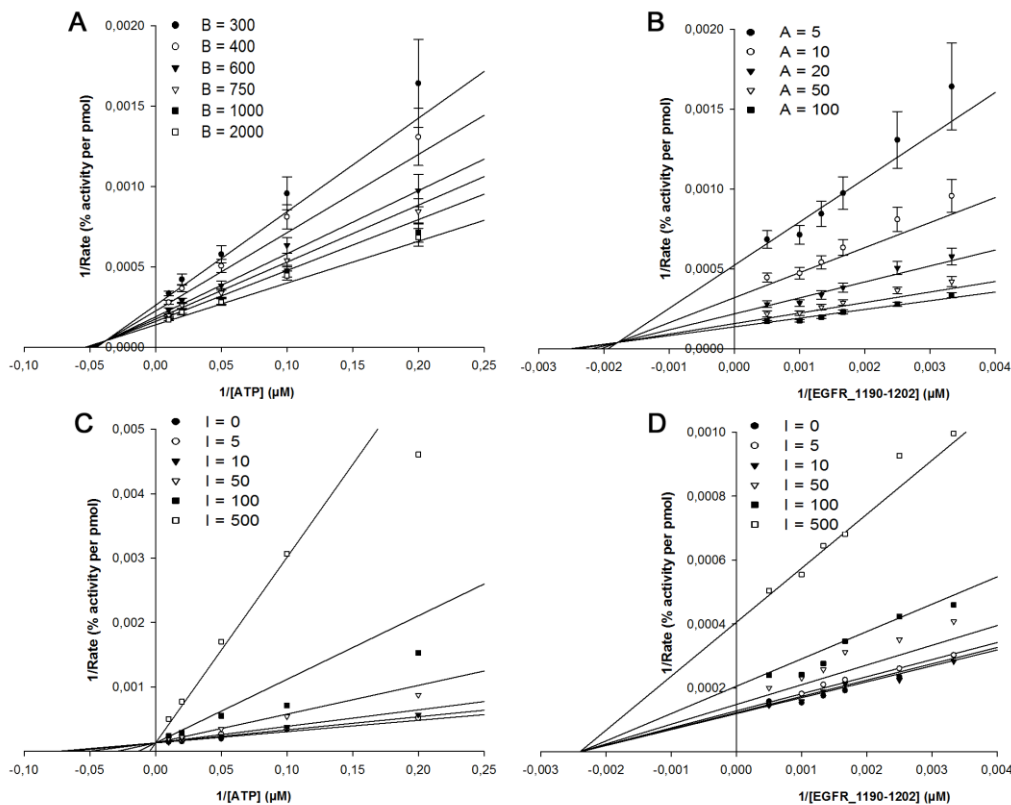 A
B = 300
B = 400
B = 600
B = 750
B = 1000
B = 2000
0,0020
0,0015
0,0010
0,0005
0,0000
-0,10
-0,05
0,00
0,05
0,10
0,15
0,20
0,25
1/Rate (% activity per pmol)
1/[ATP] (µM)
B
A = 5
A = 10
A = 20
A = 50
A = 100
0,0020
0,0015
0,0010
0,0005
0,0000
-0,003
-0,002
-0,001
0,000
0,001
0,002
0,003
0,004
1/Rate (% activity per pmol)
1/[EGFR_1190-1202] (µM)
C
I = 0
I = 5
I = 10
I = 50
I = 100
I = 500
0,005
0,004
0,003
0,002
0,001
-0,10
-0,05
0,00
0,05
0,10
0,15
0,20
0,25
1/Rate (% activity per pmol)
1/[ATP] (µM)
D
I = 0
I = 5
I = 10
I = 50
I = 100
I = 500
0,0010
0,0008
0,0006
0,0004
0,0002
-0,003
-0,002
-0,001
0,000
0,001
0,002
0,003
0,004
1/Rate (% activity per pmol)
1/[EGFR_1190-1202] (µM)